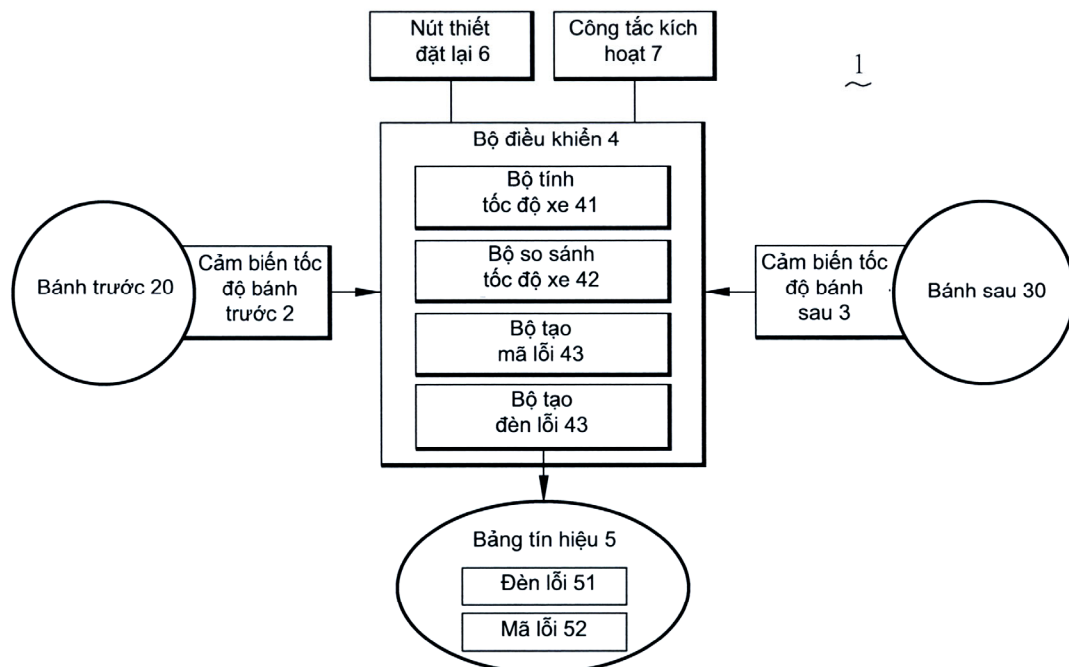 Nút thiết
đặt lại 6
Công tắc kích
hoạt 7
1
Bộ điều khiển 4
Bộ tính
tốc độ xe 41
Bộ so sánh
tốc độ xe 42
Bộ tạo
mã lỗi 43
Bộ tạo
đèn lỗi 43
Bánh trước 20
Cảm biến tốc
độ bánh
trước 2
Cảm biến tốc
độ bánh
sau 3
Bánh sau 30
Bảng tín hiệu 5
Đèn lỗi 51
Mã lỗi 52